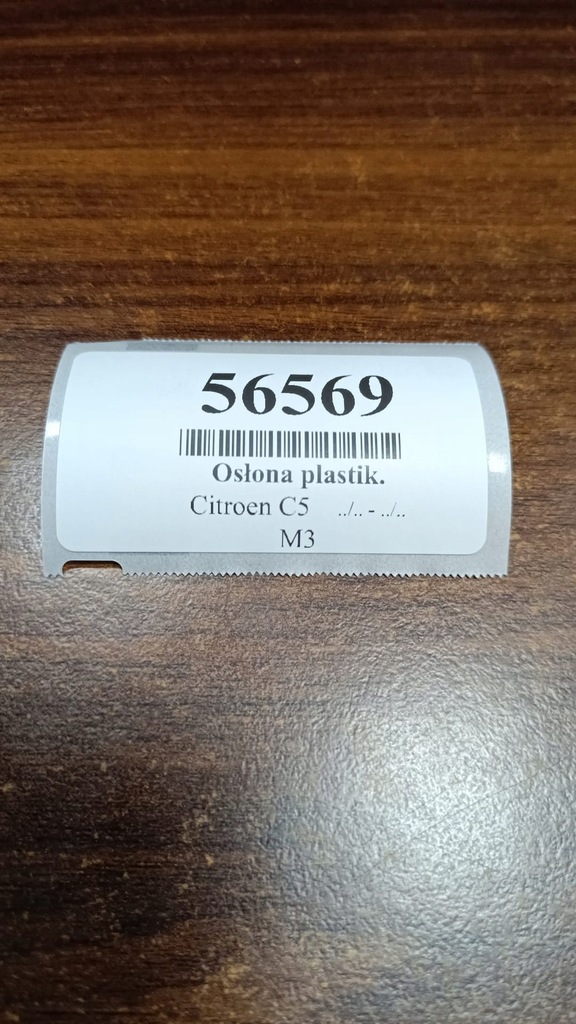 56569
Osłona plastik.
Citroen C5 ../.. - ../..
M3